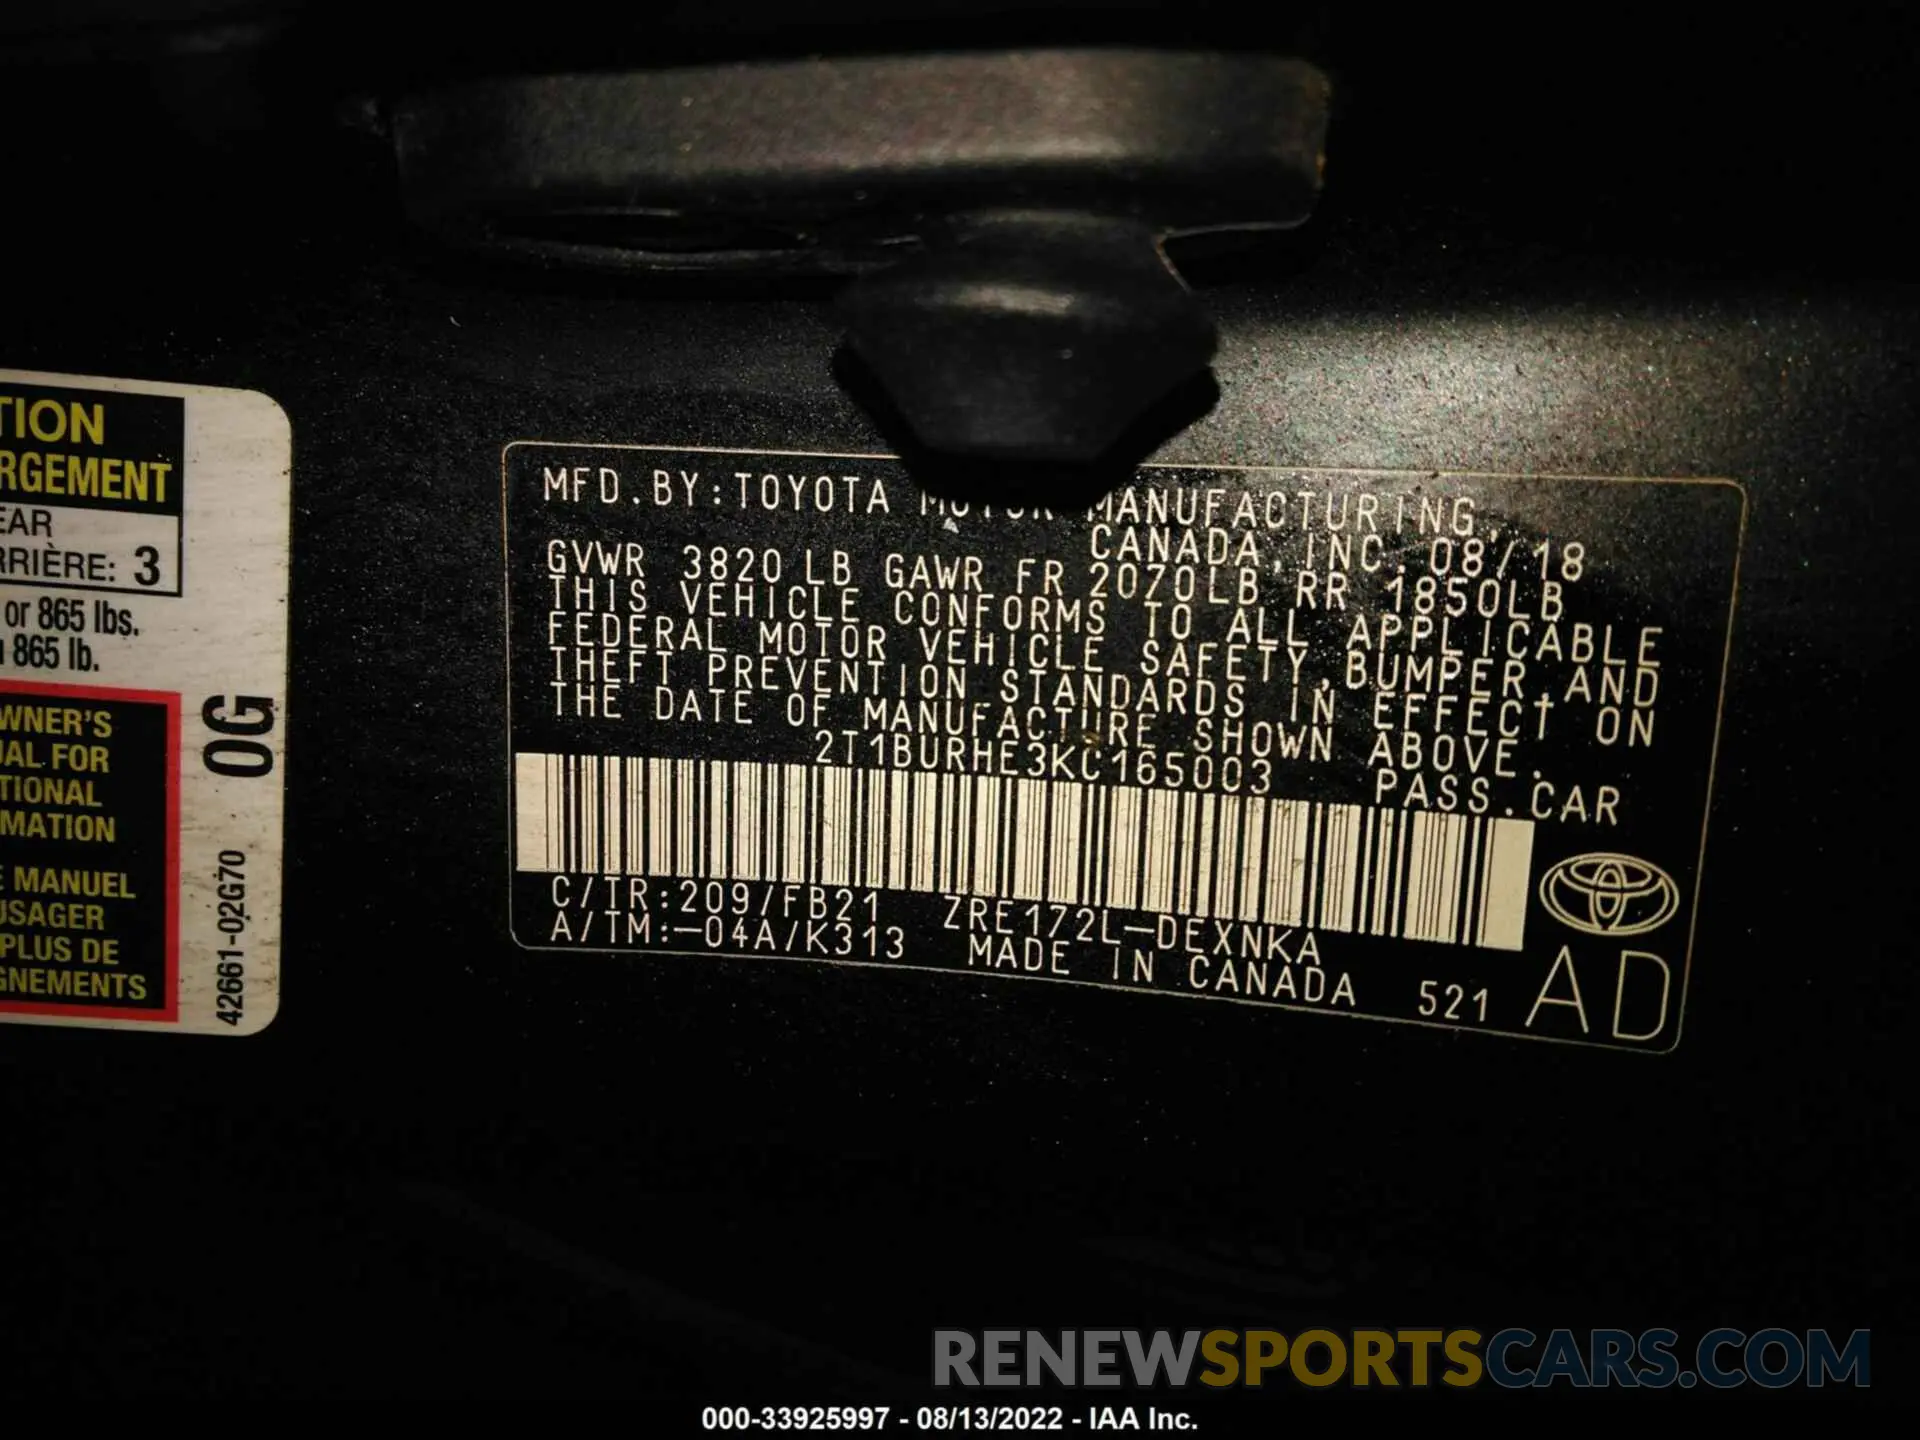 TION
RGEMENT
EAR
RRIÈRE: 3
or 865 lbs.
865 lb.
WNER'S
UAL FOR
TIONAL
MATION
E MANUEL
USAGER
PLUS DE
GNEMENTS
0G
42661-02G70
MFD.BY:TOYOTA MOTOR MANUFACTURING,
CANADA,INC. 08/18
GVWR 3820 LB GAWR FR 2070LB RR 1850LB
THIS VEHICLE CONFORMS TO ALL APPLICABLE
FEDERAL MOTOR VEHICLE SAFETY,BUMPER,AND
THEFT PREVENTION STANDARDS IN EFFECT ON
THE DATE OF MANUFACTURE SHOWN ABOVE.
2T1BURHE3KC165003 PASS.CAR
C/TR:209/FB21 ZRE172L-DEXNKA
A/TM:-04A/K313 MADE IN CANADA 521 AD
RENEWSPORTSCARS.COM
000-33925997 - 08/13/2022 - IAA Inc.